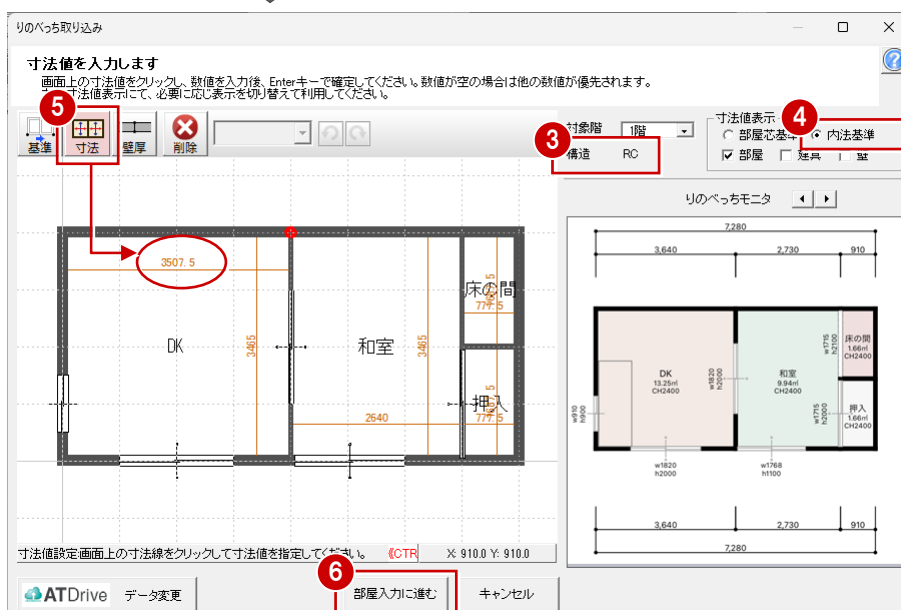 りのべっち取り込み
寸法値を入力します
画面上の寸法値をクリックし、数値を入力後、Enterキーで確定してください。数値が空の場合は他の数値が優先されます。
寸法値表示にて、必要に応じ表示を切り替えて利用してください。
5
基準
寸法
壁厚
削除
3
対象階
1階
構造
RC
寸法値表示
4
部屋芯基準
内法基準
部屋
建具
壁
りのべっちモニタ
3507.5
DK
3465
和室
3465
2640
床の間
777.5
押入
777.5
7,280
3,640
2,730
910
DK
13.25㎡
CH2400
和室
9.94㎡
CH2400
床の間
1.66㎡
CH2400
押入
1.66㎡
CH2400
w910
h900
w1820
h2000
w1715
h2100
w1715
h2000
w1820
h2000
w1768
h1100
3,640
2,730
910
7,280
寸法値設定:画面上の寸法線をクリックして寸法値を指定してください。
《CTR
X: 910.0 Y: 910.0
6
ATDrive
データ変更
部屋入力に進む
キャンセル